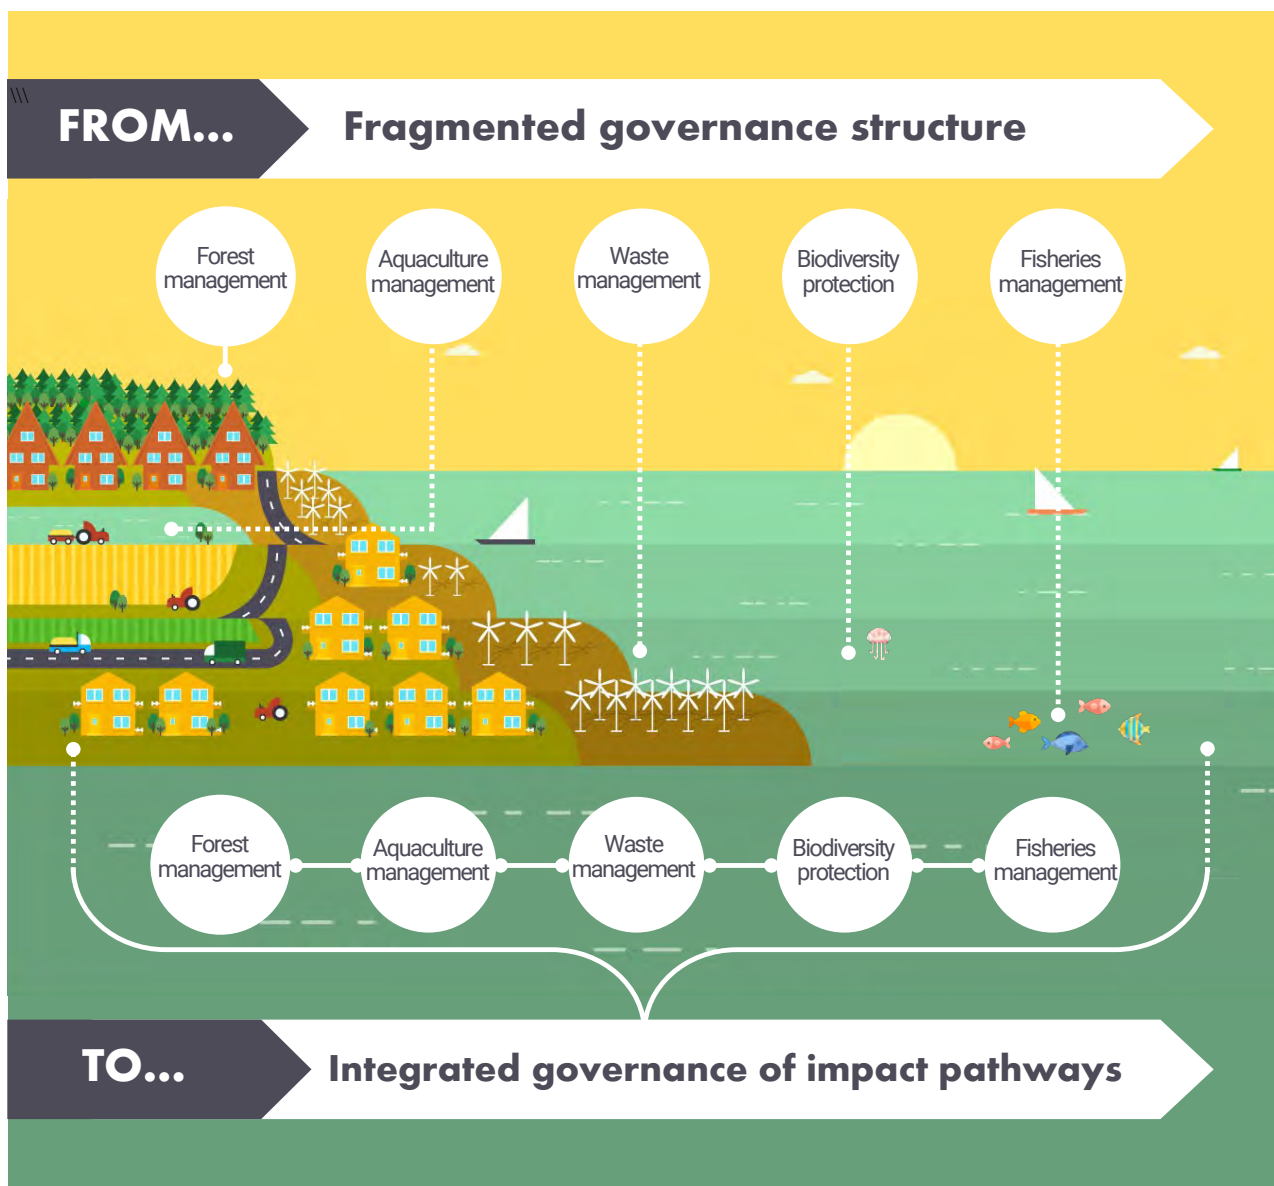 \\\
FROM...
Fragmented governance structure
Forest
management
Aquaculture
management
Waste
management
Biodiversity
protection
Fisheries
management
Forest
management
Aquaculture
management
Waste
management
Biodiversity
protection
Fisheries
management
TO...
Integrated governance of impact pathways